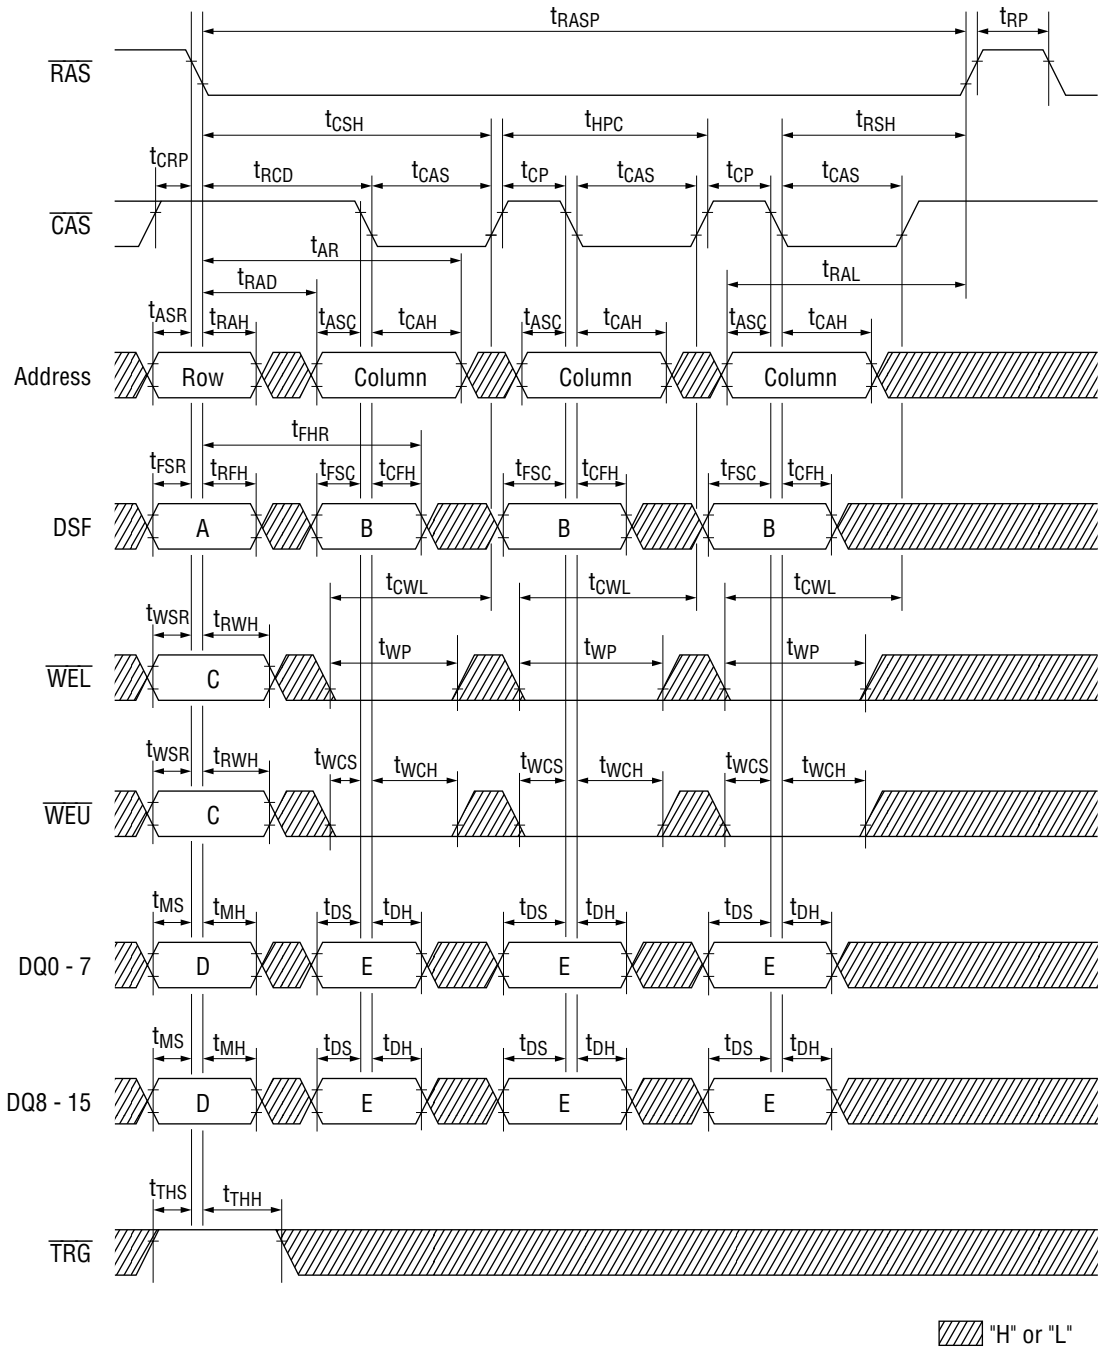 tRASP tRP
RAS
tCSH tHPC tRSH
tCRP tRCD tCAS tCP tCAS tCP tCAS
CAS
tAR
tRAD tRAL
tASR tRAH tASC tCAH tASC tCAH tASC tCAH
Address Row Column Column Column
tFHR
tFSR tRFH tFSC tCFH tFSC tCFH tFSC tCFH
DSF A B B B
tCWL tCWL tCWL
tWSR tRWH tWP tWP tWP
WEL C
tWSR tRWH tWCS tWCH tWCS tWCH tWCS tWCH
WEU C
tMS tMH tDS tDH tDS tDH tDS tDH
DQ0 - 7 D E E E
tMS tMH tDS tDH tDS tDH tDS tDH
DQ8 - 15 D E E E
tTHS tTHH
TRG
"H" or "L"